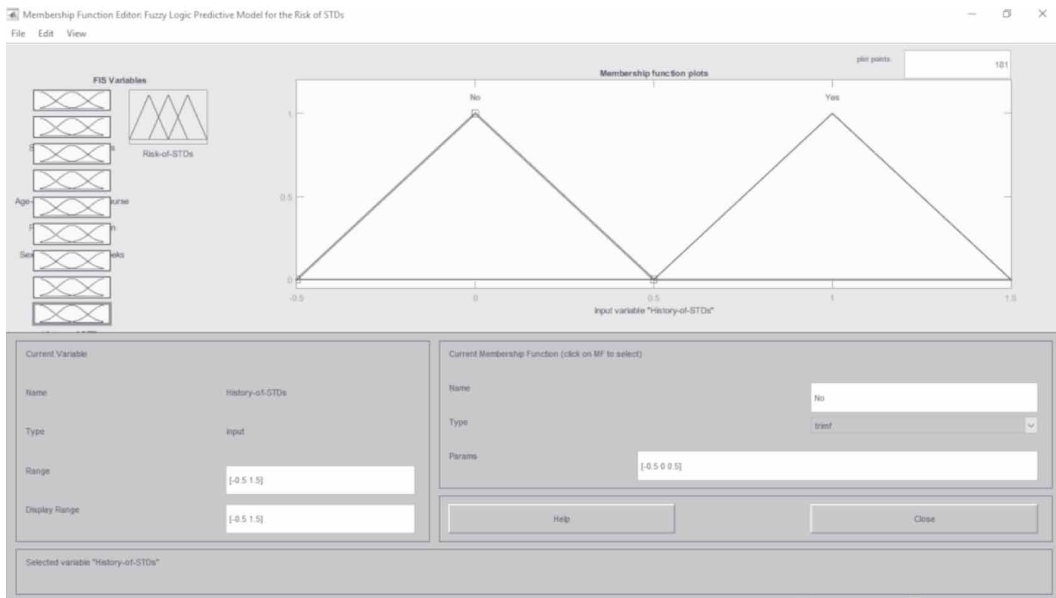 Membership Function Editor: Fuzzy Logic Predictive Model for the Risk of STDs
File Edit View
FIS Variables
Risk-of-STDs
Membership function plots
plot points:
181
No
Yes
1
0.5
0
-0.5 0 0.5 1 1.5
input variable "History-of-STDs"
Current Variable
Name History-of-STDs
Type input
Range [-0.5 1.5]
Display Range [-0.5 1.5]
Current Membership Function (click on MF to select)
Name No
Type trimf
Params [-0.5 0 0.5]
Help Close
Selected variable "History-of-STDs"